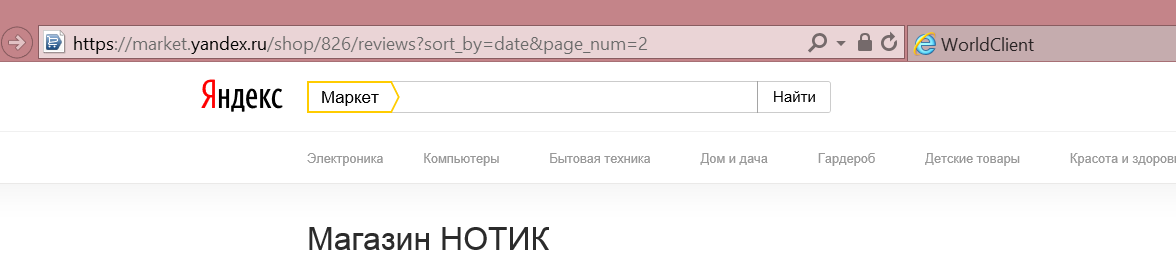 https://market.yandex.ru/shop/826/reviews?sort_by=date&page_num=2 WorldClient
Яндекс Маркет Найти
Электроника Компьютеры Бытовая техника Дом и дача Гардероб Детские товары Красота и здоровь
Магазин НОТИК